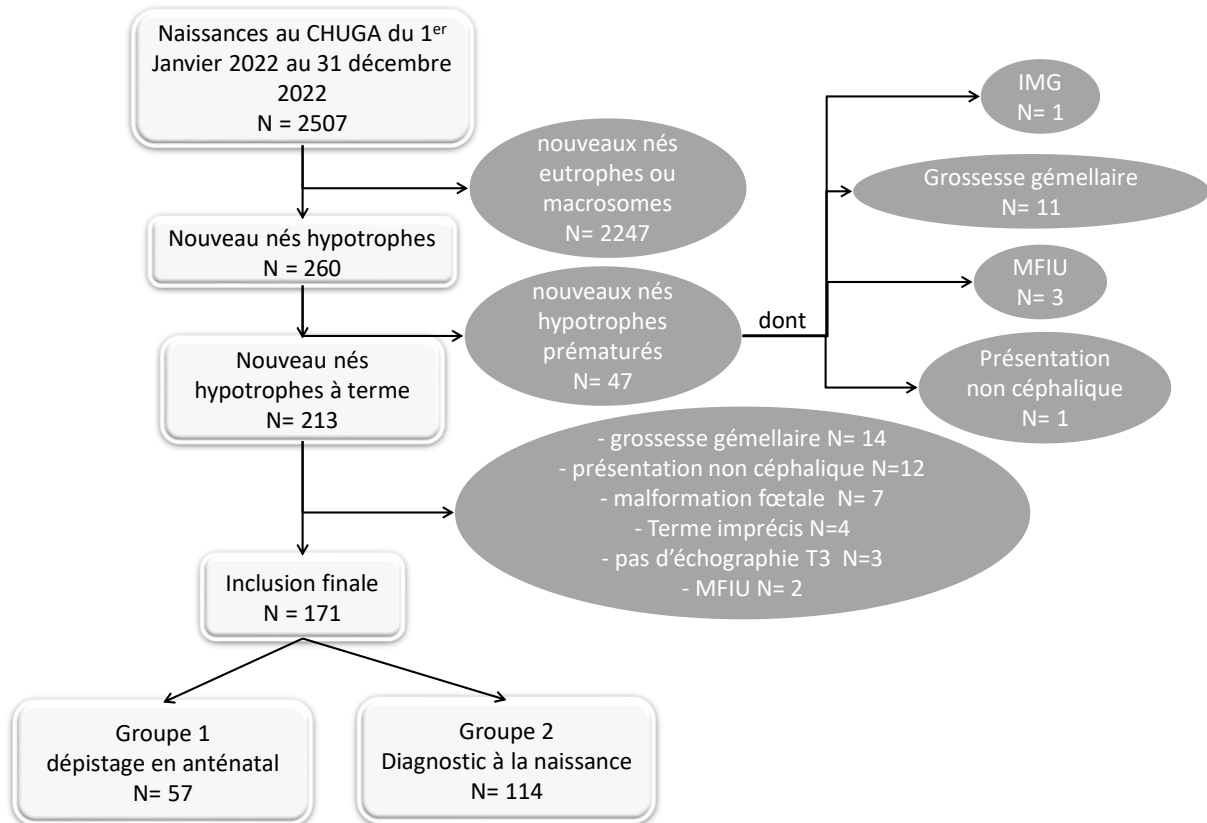 Naissances au CHUGA du 1er
Janvier 2022 au 31 décembre
2022
N = 2507
nouveaux nés
eutrophes ou
macrosomes
N= 2247
Nouveau nés hypotrophes
N = 260
nouveaux nés
hypotrophes
prématurés
N= 47
dont
IMG
N= 1
Grossesse gémellaire
N= 11
MFIU
N= 3
Présentation
non céphalique
N= 1
Nouveau nés
hypotrophes à terme
N= 213
- grossesse gémellaire N= 14
- présentation non céphalique N=12
- malformation fœtale  N= 7
- Terme imprécis N=4
- pas d'échographie T3  N=3
- MFIU N= 2
Inclusion finale
N = 171
Groupe 1
dépistage en anténatal
N= 57
Groupe 2
Diagnostic à la naissance
N= 114